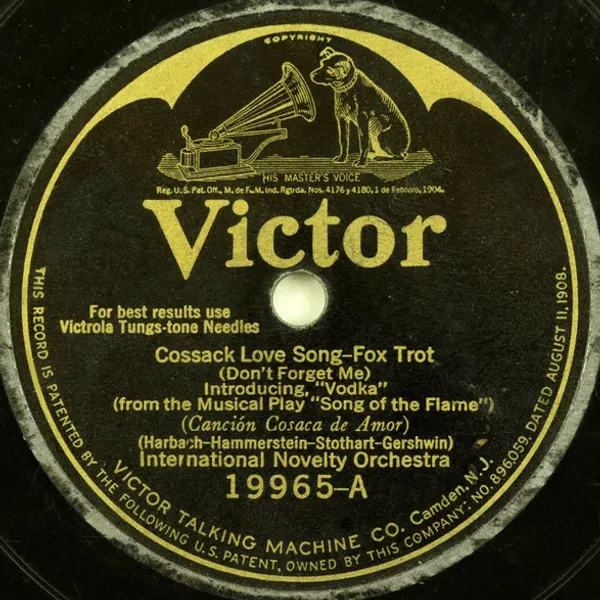 COPYRIGHT
HIS MASTER'S VOICE
Reg. U.S. Pat. Off., M. de F., M. Ind. Rgtrda. Nos. 4176 y 4180, 1 de Febrero, 1904.
Victor
For best results use
Victrola Tungs-tone Needles
Cossack Love Song–Fox Trot
(Don't Forget Me)
Introducing, "Vodka"
(from the Musical Play "Song of the Flame")
(Canción Cosaca de Amor)
(Harbach–Hammerstein–Stothart–Gershwin)
International Novelty Orchestra
19965–A
VICTOR TALKING MACHINE CO. Camden, N.J.
THIS RECORD IS PATENTED BY THE FOLLOWING U.S. PATENT, OWNED BY THIS COMPANY: NO. 896,059. DATED AUGUST 11, 1908.